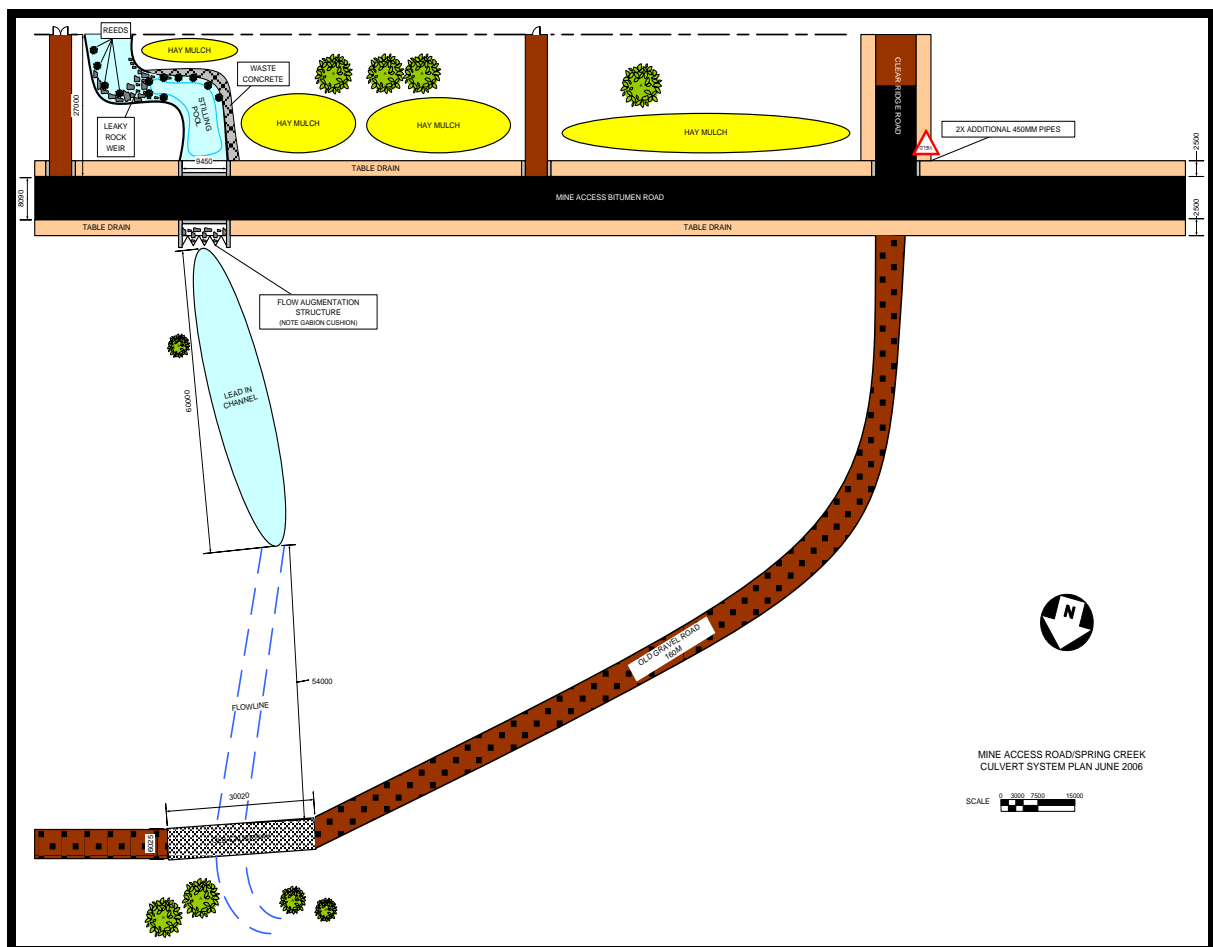 REEDS
HAY MULCH
WASTE
CONCRETE
CLEAR RIDGE ROAD
27000
STILLING
POOL
LEAKY
ROCK
WEIR
HAY MULCH
HAY MULCH
HAY MULCH
2X ADDITIONAL 450MM PIPES
2500
9450
TABLE DRAIN
8090
MINE ACCESS BITUMEN ROAD
2500
TABLE DRAIN
TABLE DRAIN
FLOW AUGMENTATION
STRUCTURE
(NOTE GABION CUSHION)
60000
LEAD IN
CHANNEL
N
OLD GRAVEL ROAD
160M
54000
FLOWLINE
MINE ACCESS ROAD/SPRING CREEK
CULVERT SYSTEM PLAN JUNE 2006
30020
SCALE
0 3000 7500 15000
6025